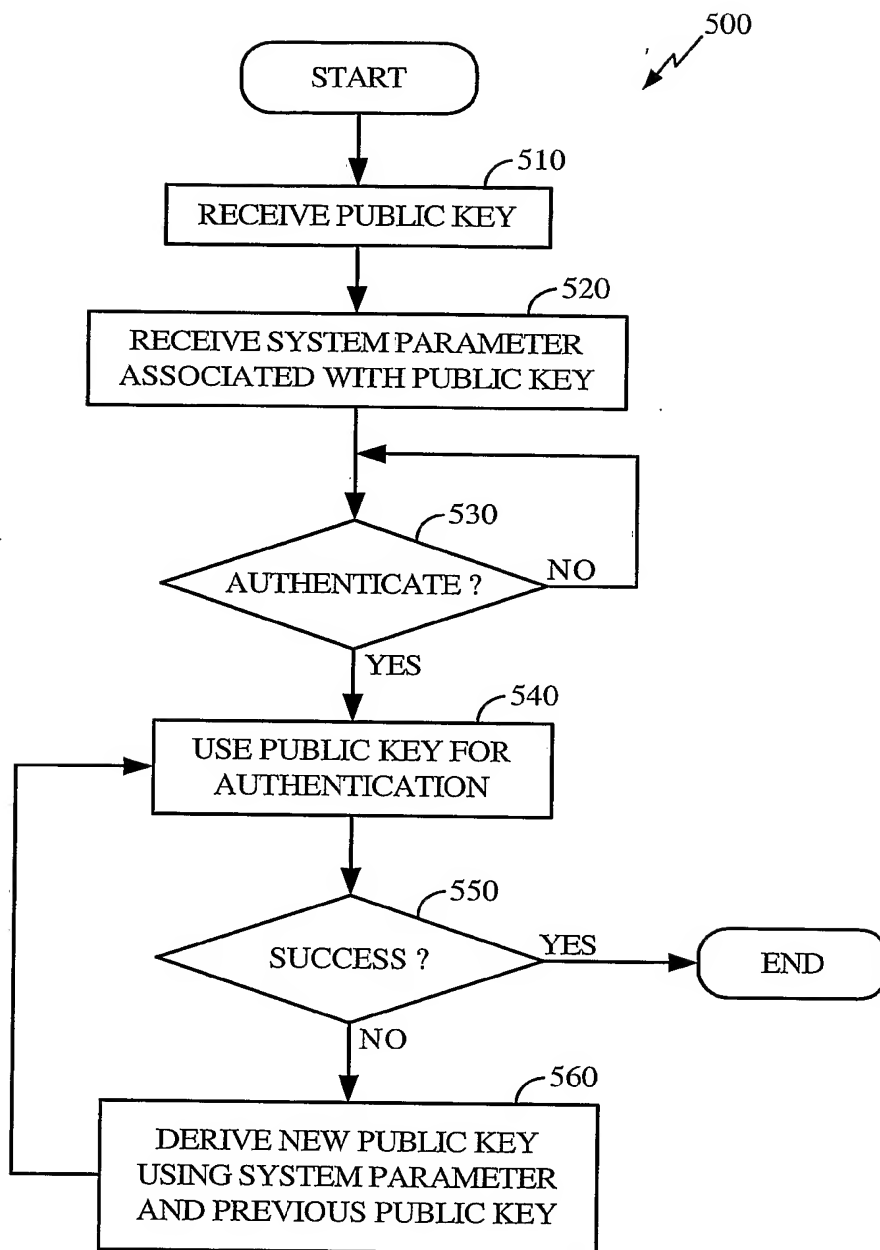 500
START
510
RECEIVE PUBLIC KEY
520
RECEIVE SYSTEM PARAMETER
ASSOCIATED WITH PUBLIC KEY
530
AUTHENTICATE ?
NO
YES
540
USE PUBLIC KEY FOR
AUTHENTICATION
550
SUCCESS ?
YES
END
NO
560
DERIVE NEW PUBLIC KEY
USING SYSTEM PARAMETER
AND PREVIOUS PUBLIC KEY